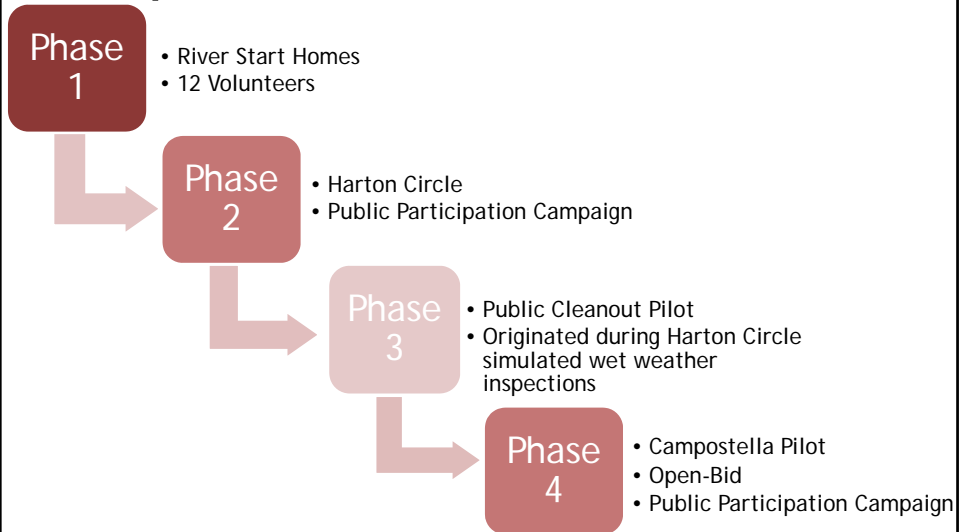 Phase
1
• River Start Homes
• 12 Volunteers
Phase
2
• Harton Circle
• Public Participation Campaign
Phase
3
• Public Cleanout Pilot
• Originated during Harton Circle
simulated wet weather
inspections
Phase
4
• Campostella Pilot
• Open-Bid
• Public Participation Campaign